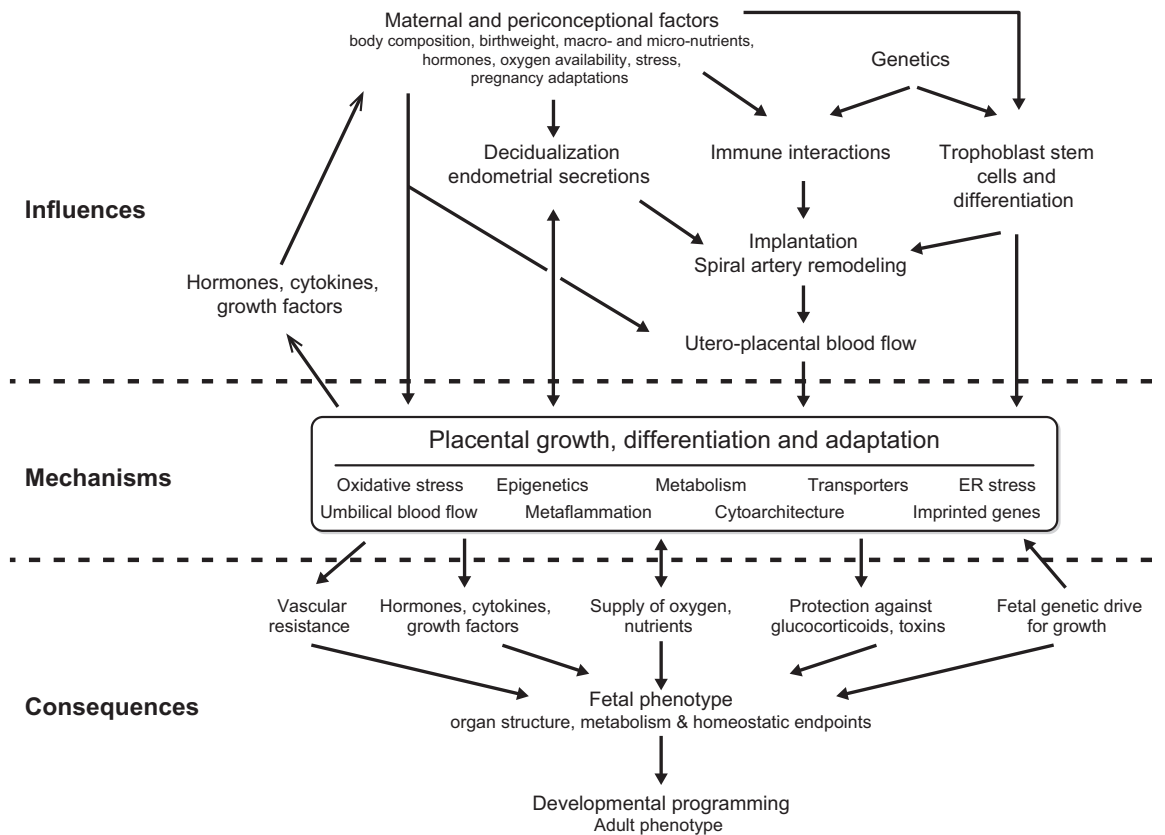 Maternal and periconceptional factors
body composition, birthweight, macro- and micro-nutrients,
hormones, oxygen availability, stress,
pregnancy adaptations
Genetics
Decidualization
endometrial secretions
Immune interactions
Trophoblast stem
cells and
differentiation
Influences
Implantation
Spiral artery remodeling
Hormones, cytokines,
growth factors
Utero-placental blood flow
Placental growth, differentiation and adaptation
Mechanisms
Oxidative stress Epigenetics Metabolism Transporters ER stress
Umbilical blood flow Metaflammation Cytoarchitecture Imprinted genes
Vascular
resistance
Hormones, cytokines,
growth factors
Supply of oxygen,
nutrients
Protection against
glucocorticoids, toxins
Fetal genetic drive
for growth
Consequences
Fetal phenotype
organ structure, metabolism & homeostatic endpoints
Developmental programming
Adult phenotype